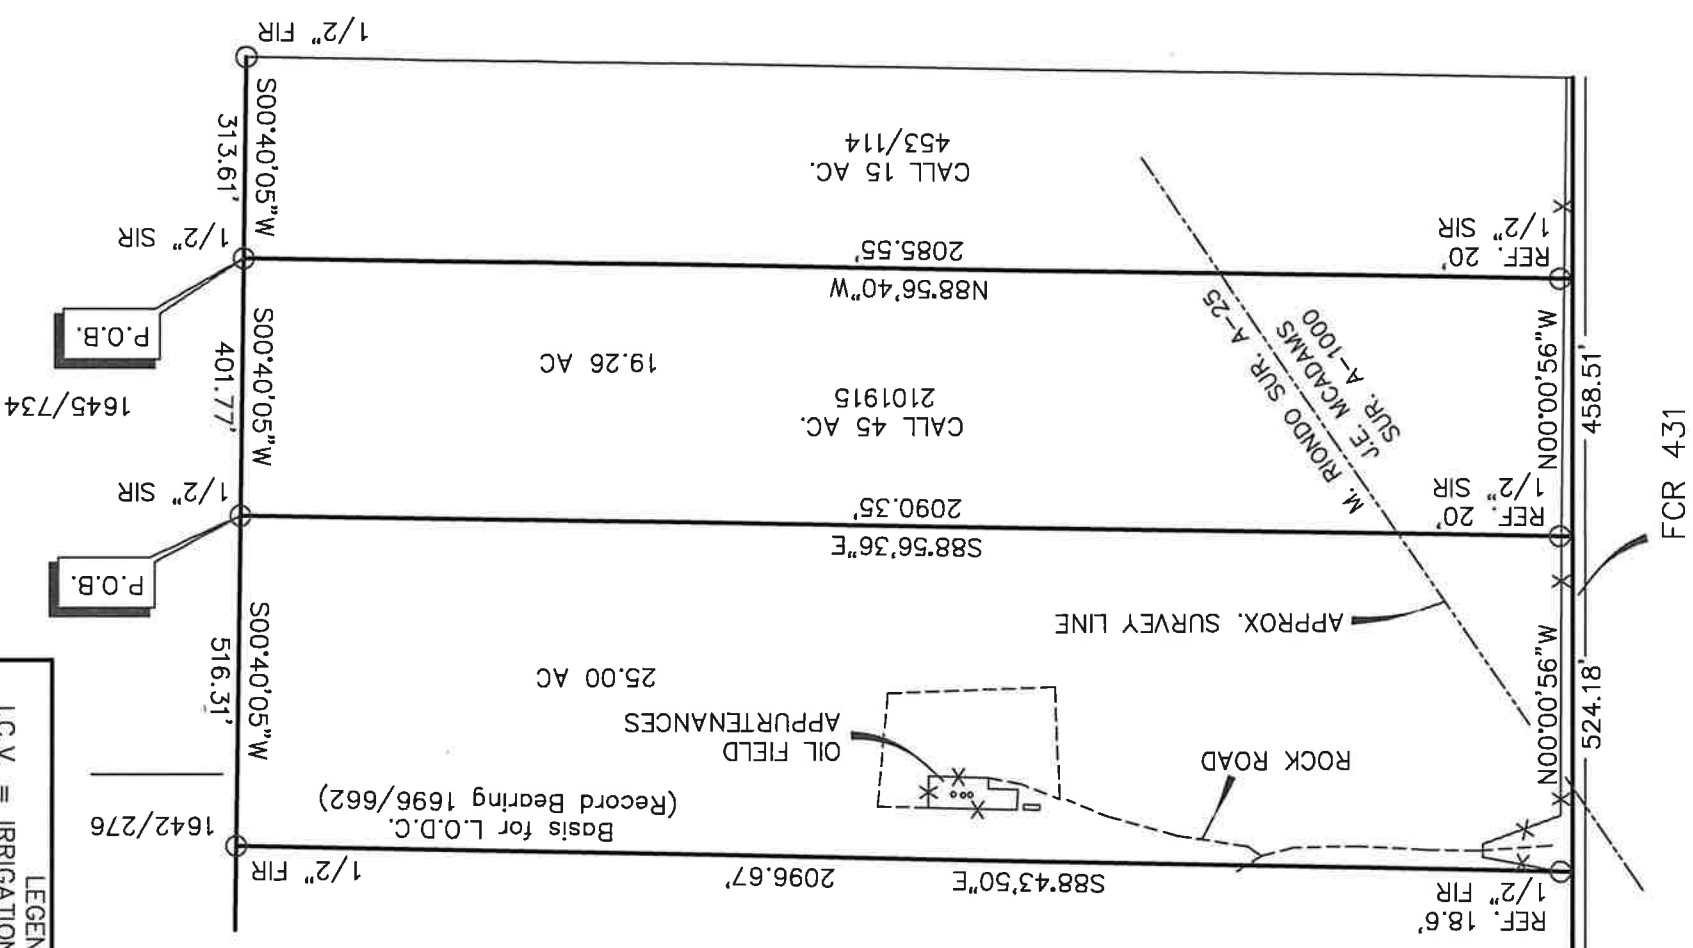 REF. 18.6'
1/2" FIR
S88°43'50"E
2096.67'
1/2" FIR
1642/276
Basis for L.O.D.C.
(Record Bearing 1696/662)
ROCK ROAD
OIL FIELD
APPURTENANCES
25.00 AC
APPROX. SURVEY LINE
N00°00'56"W
524.18'
S00°40'05"W
516.31'
LEGEN
I.C.V. = IRRIGATION
P.O.B.
FCR 431
S88°56'36"E
2090.35'
REF. 20'
1/2" SIR
1/2" SIR
CALL 45 AC.
2101915
19.26 AC
1645/734
N00°00'56"W
458.51'
S00°40'05"W
401.77'
M. RIONDO SUR. A-25
J.E. MCADAMS
SUR. A-1000
P.O.B.
N88°56'40"W
2085.55'
REF. 20'
1/2" SIR
1/2" SIR
CALL 15 AC.
453/114
S00°40'05"W
313.61'
1/2" FIR